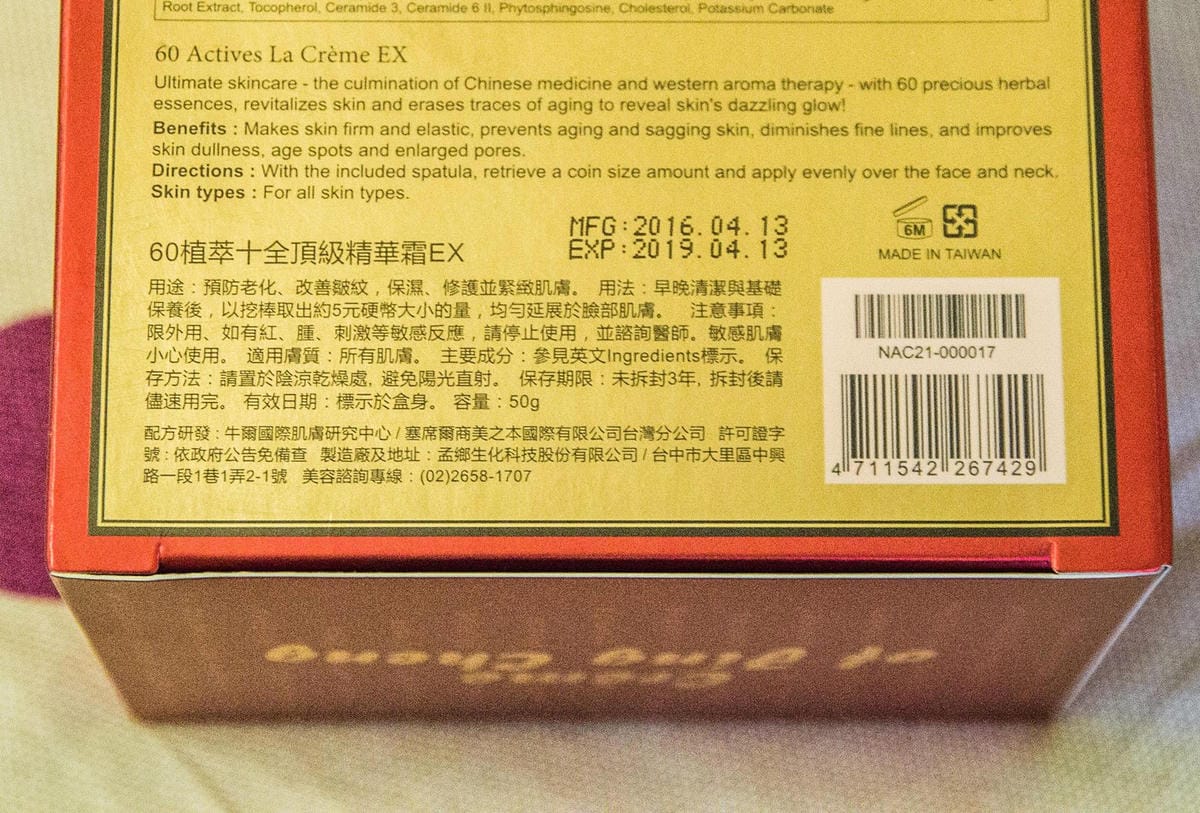 Root Extract, Tocopherol, Ceramide 3, Ceramide 6 II, Phytosphingosine, Cholesterol, Potassium Carbonate
60 Actives La Crème EX
Ultimate skincare - the culmination of Chinese medicine and western aroma therapy - with 60 precious herbal
essences, revitalizes skin and erases traces of aging to reveal skin's dazzling glow!
Benefits : Makes skin firm and elastic, prevents aging and sagging skin, diminishes fine lines, and improves
skin dullness, age spots and enlarged pores.
Directions : With the included spatula, retrieve a coin size amount and apply evenly over the face and neck.
Skin types : For all skin types.
MFG:2016.04.13
EXP:2019.04.13
6M
MADE IN TAIWAN
60植萃十全頂級精華霜EX
用途：預防老化、改善皺紋，保濕、修護並緊緻肌膚。 用法：早晚清潔與基礎
保養後，以挖棒取出約5元硬幣大小的量，均勻延展於臉部肌膚。 注意事項：
限外用、如有紅、腫、刺激等敏感反應，請停止使用，並諮詢醫師。敏感肌膚
小心使用。 適用膚質：所有肌膚。 主要成分：參見英文Ingredients標示。 保
存方法：請置於陰涼乾燥處, 避免陽光直射。 保存期限：未拆封3年, 拆封後請
儘速用完。 有效日期：標示於盒身。 容量：50g
配方研發：牛爾國際肌膚研究中心 / 塞席爾商美之本國際有限公司台灣分公司 許可證字
號：依政府公告免備查 製造廠及地址：孟鄉生化科技股份有限公司 / 台中市大里區中興
路一段1巷1弄2-1號 美容諮詢專線：(02)2658-1707
NAC21-000017
4 711542 267429
Crème
of Jing Cheng